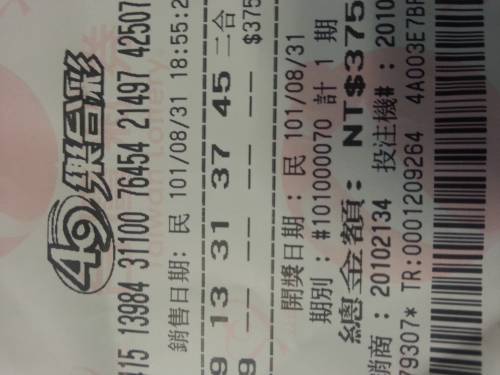 49樂合彩
415 13984 31100 76454 21497 42507
銷售日期: 民 101/08/31 18:55:2
9 13 31 37 45 二合
9 -- -- -- -- $375
開獎日期 : 民 101/08/31
期別 : #101000070 計 1 期
總金額: NT$375
銷商 : 20102134 投注機# : 2010
79307* TR:0001209264 4A003E7BF